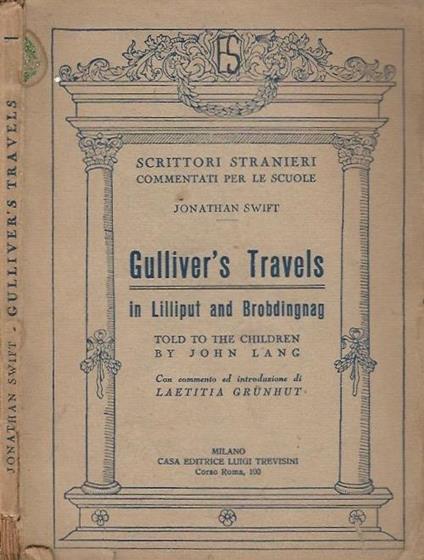 JONATHAN SWIFT - GULLIVER'S TRAVELS
ES
SCRITTORI STRANIERI
COMMENTATI PER LE SCUOLE
JONATHAN SWIFT
Gulliver's Travels
in Lilliput and Brobdingnag
TOLD TO THE CHILDREN
BY JOHN LANG
Con commento ed introduzione di
LAETITIA GRÜNHUT
MILANO
CASA EDITRICE LUIGI TREVISINI
Corso Roma, 100